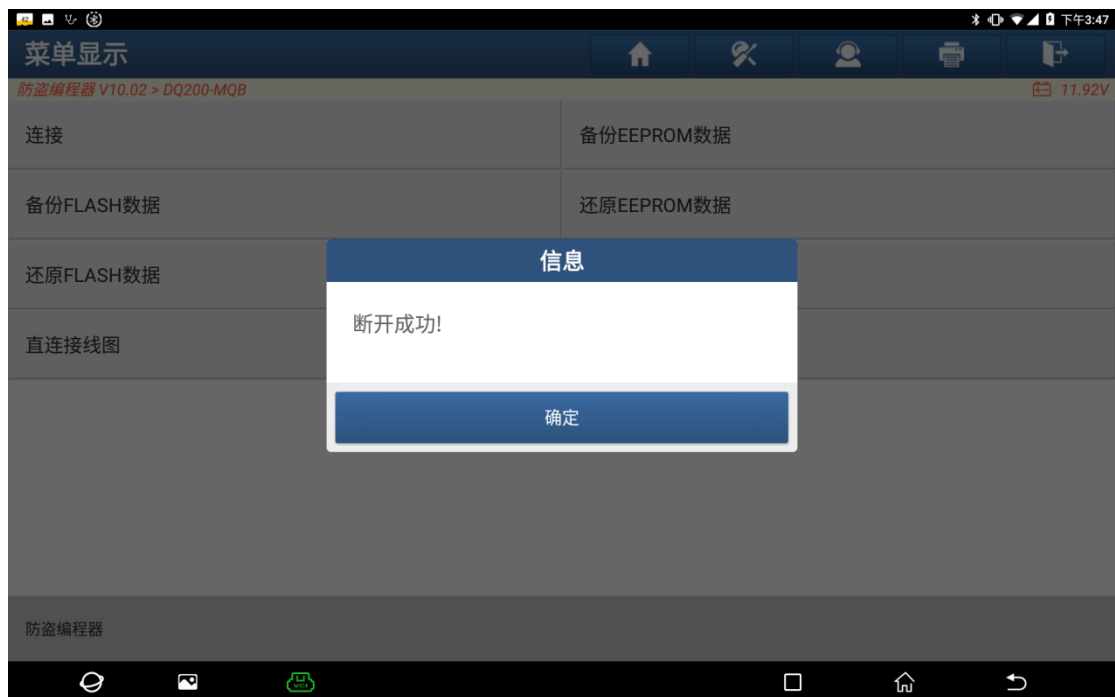 42
下午3:47
菜单显示
防盗编程器 V10.02 > DQ200-MQB
11.92V
连接
备份EEPROM数据
备份FLASH数据
还原EEPROM数据
还原FLASH数据
直连接线图
信息
断开成功!
确定
防盗编程器
VCI